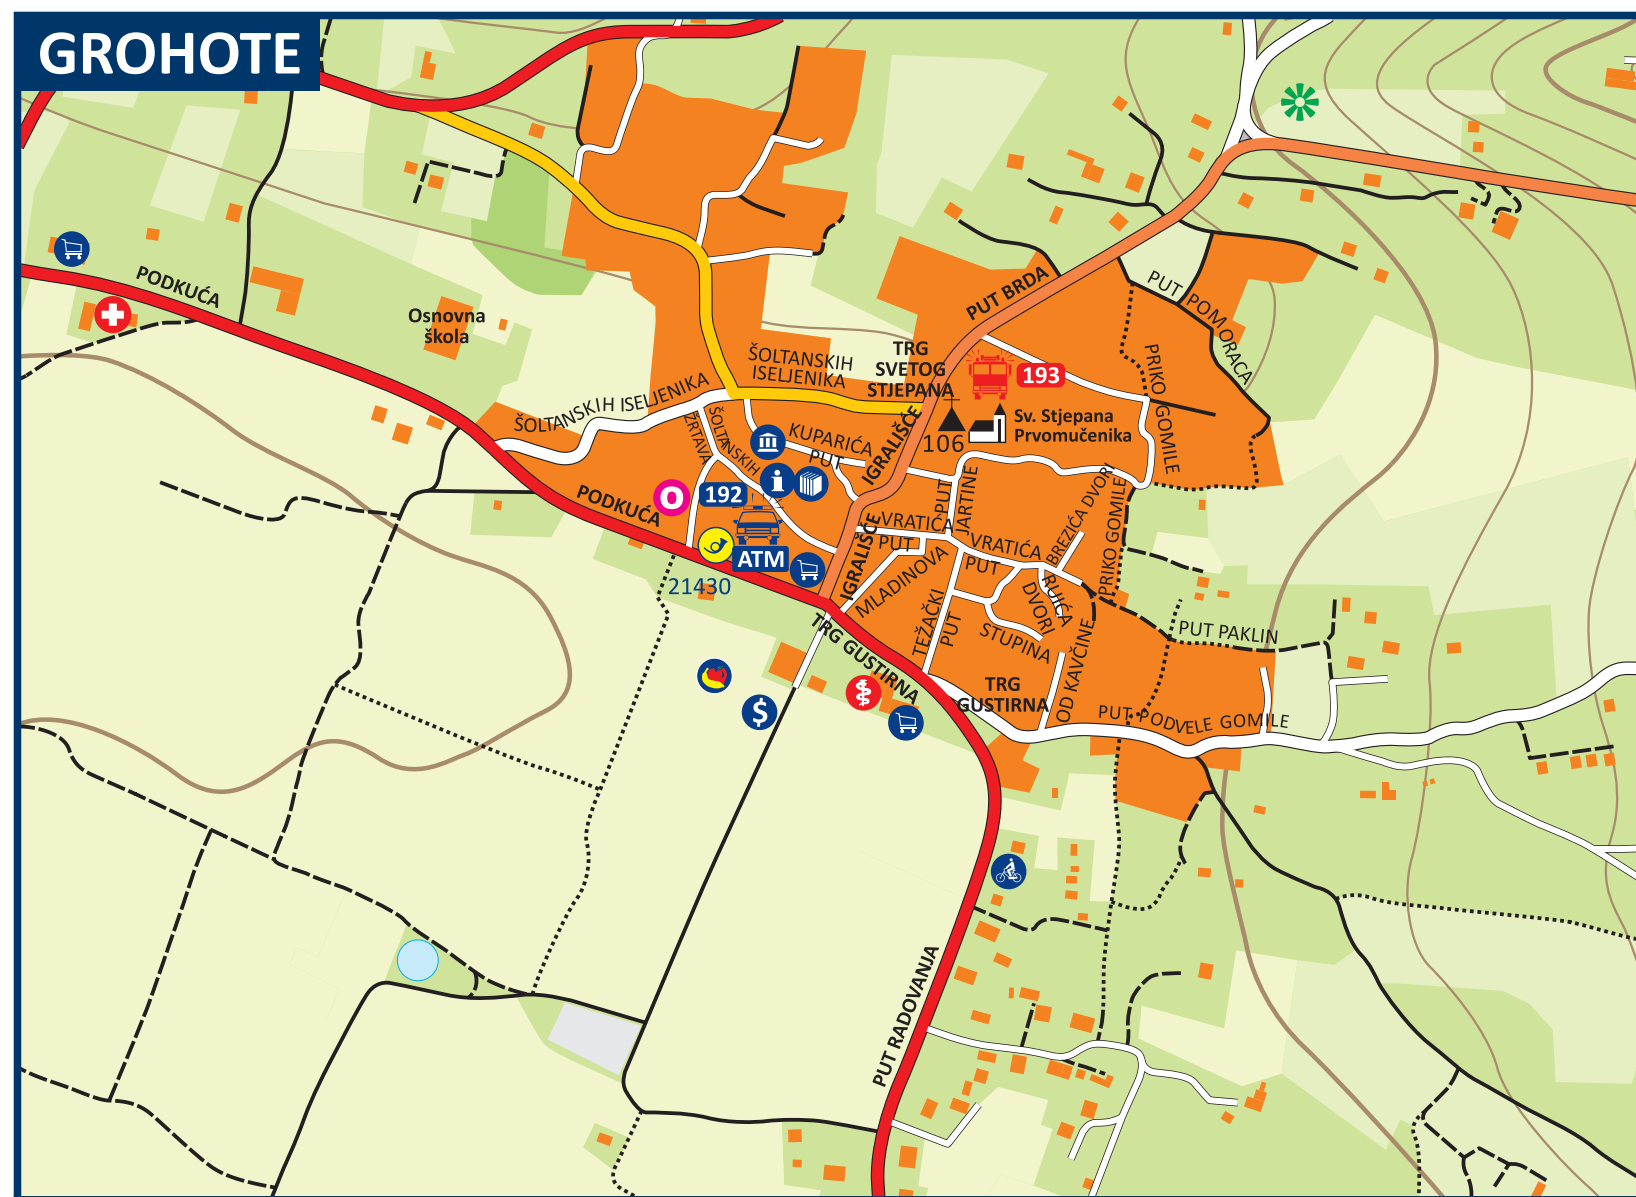 GROHOTE
PODKUĆA
Osnovna
škola
PUT BRDA
PUT POMORACA
TRG
SVETOG
STJEPANA
ŠOLTANSKIH
ISELJENIKA
193
PRIKO GOMILE
ŠOLTANSKIH ISELJENIKA
Sv. Stjepana
Prvomučenika
106
IGRALIŠĆE
KUPARIĆA
PUT
ŠOLTANSKIH
ŽRTAVA
192
PODKUĆA
PUT
JARTINE
BREZIĆA DVORI
PRIKO GOMILE
VRATIĆA
PUT
VRATIĆA
PUT
IGRALIŠĆE
MLADINOVA
ATM
21430
RUIĆA
DVORI
TEŽAČKI
PUT
STUPINA
OD KAVČINE
PUT PAKLIN
TRG GUSTIRNA
TRG
GUSTIRNA
PUT PODVELE GOMILE
O
$
PUT RADOVANJA